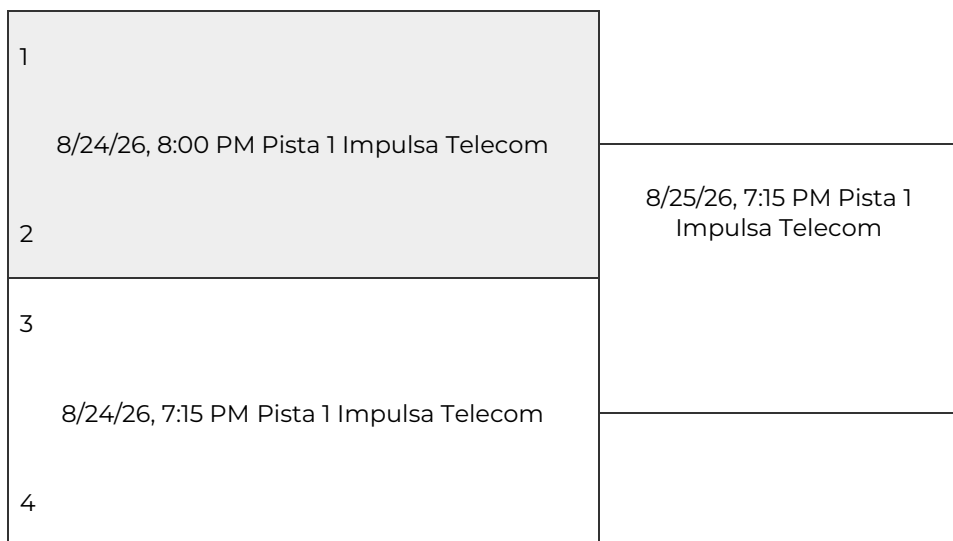 1
8/24/26, 8:00 PM Pista 1 Impulsa Telecom
2
8/25/26, 7:15 PM Pista 1
Impulsa Telecom
3
8/24/26, 7:15 PM Pista 1 Impulsa Telecom
4